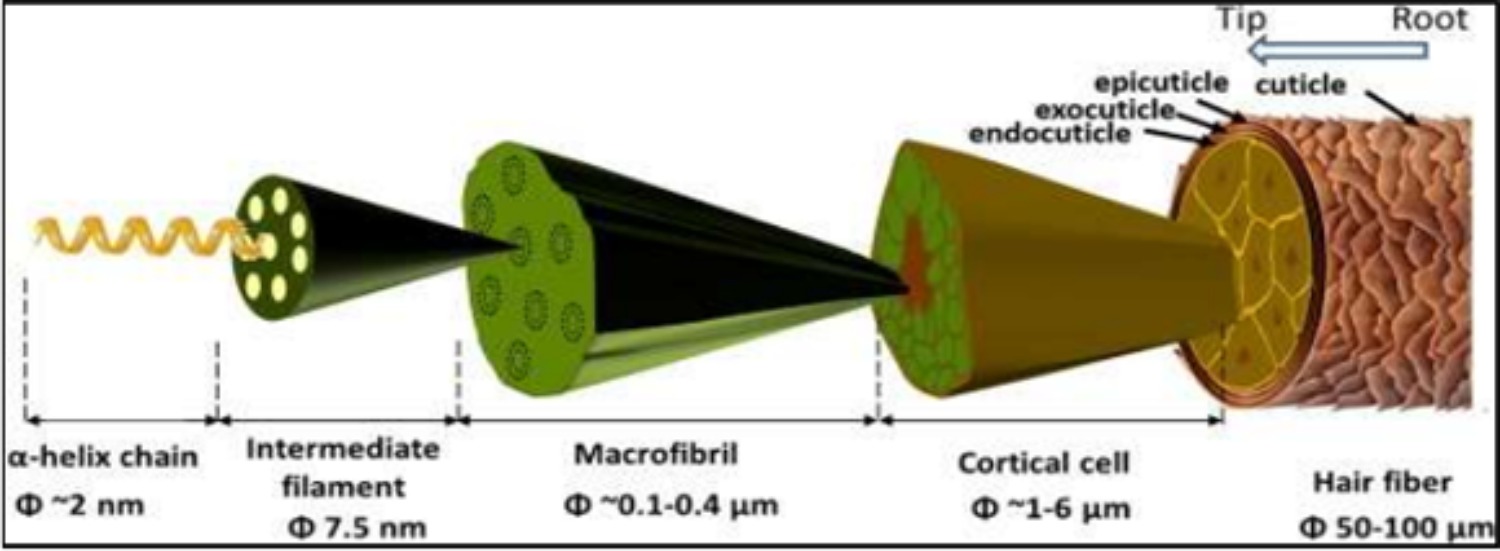 Tip Root
epicuticle cuticle
exocuticle
endocuticle
α-helix chain
Φ ~2 nm
Intermediate
filament
Φ 7.5 nm
Macrofibril
Φ ~0.1-0.4 μm
Cortical cell
Φ ~1-6 μm
Hair fiber
Φ 50-100 μm